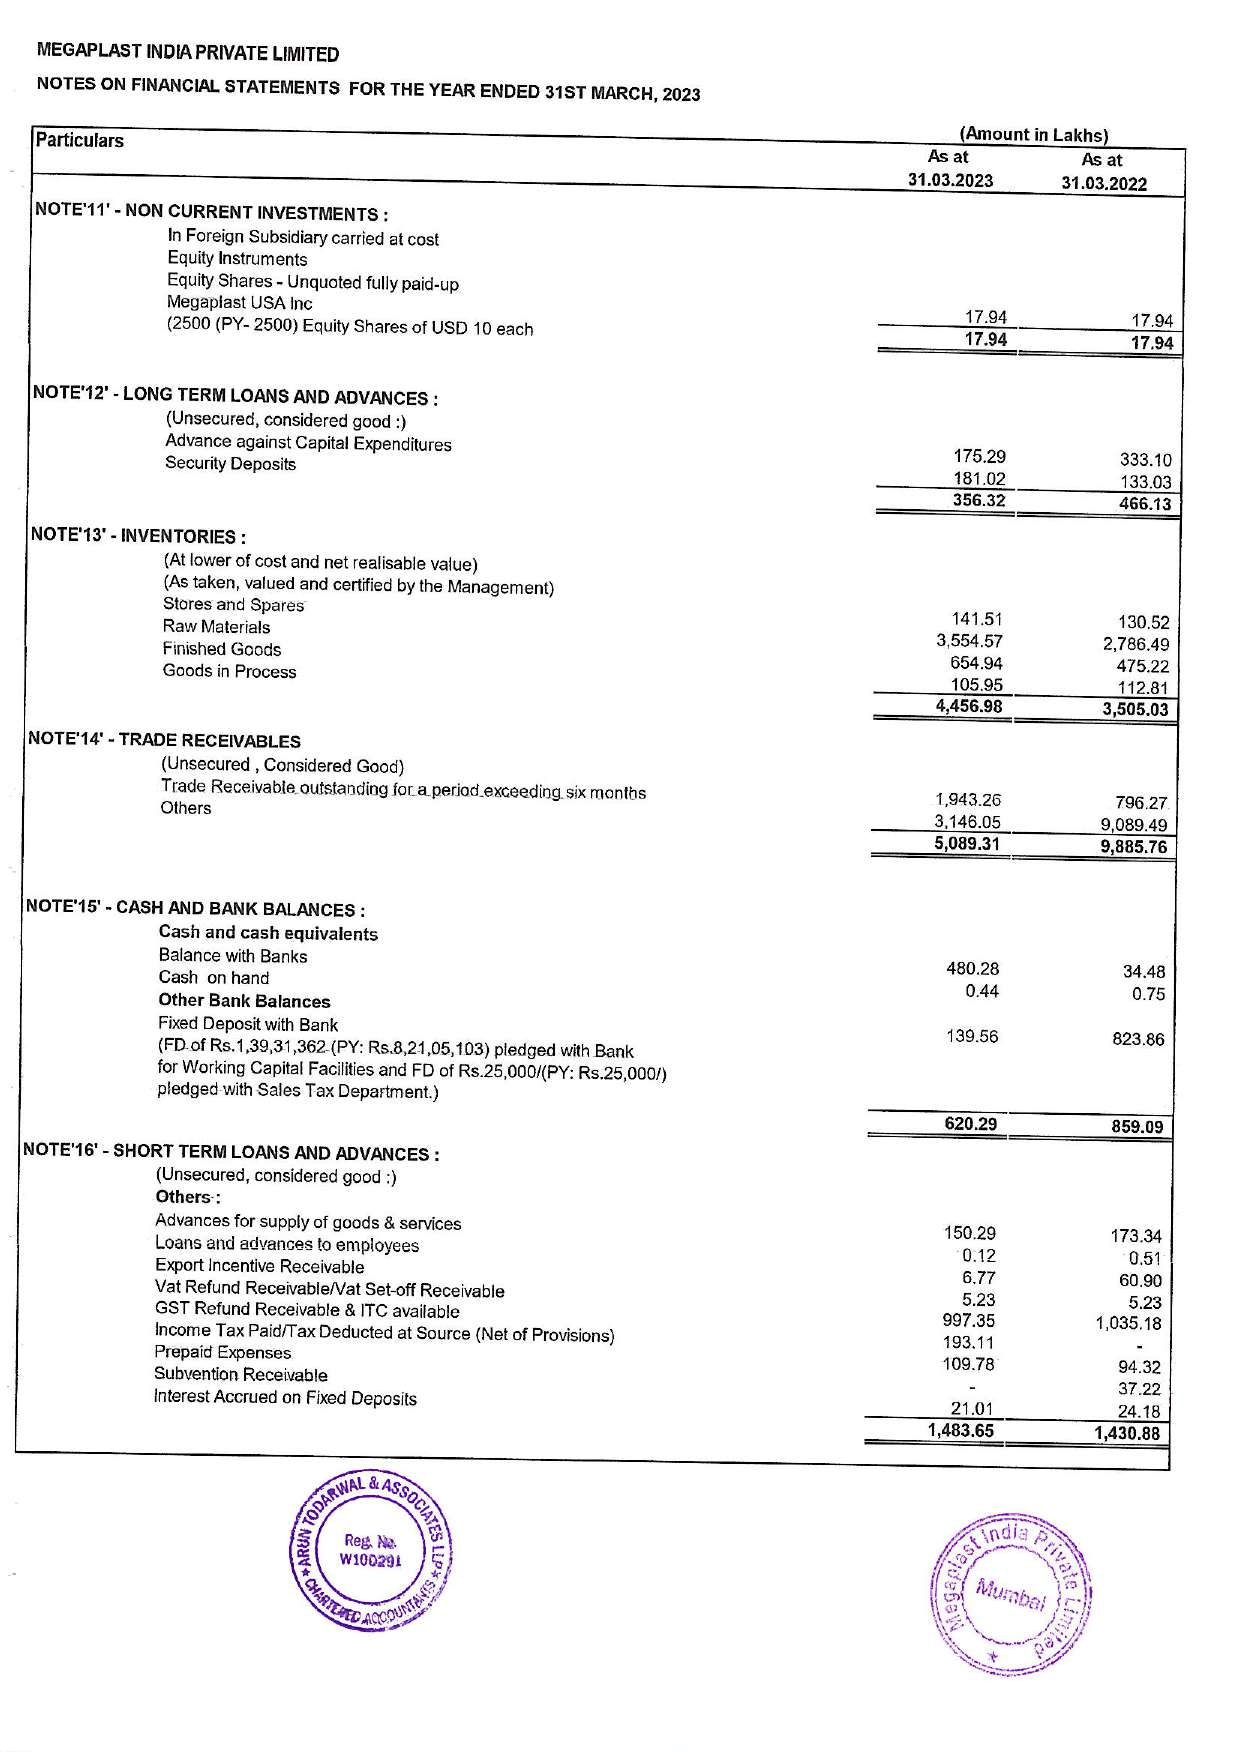 MEGAPLAST INDIA PRIVATE LIMITED
NOTES ON FINANCIAL STATEMENTS FOR THE YEAR ENDED 31ST MARCH, 2023
(Amount in Lakhs)
Particulars As at As at
31.03.2023 31.03.2022
NOTE'11' - NON CURRENT INVESTMENTS :
In Foreign Subsidiary carried at cost
Equity Instruments
Equity Shares - Unquoted fully paid-up
Megaplast USA Inc
(2500 (PY- 2500) Equity Shares of USD 10 each 17.94 17.94
17.94 17.94
NOTE'12' - LONG TERM LOANS AND ADVANCES :
(Unsecured, considered good :)
Advance against Capital Expenditures 175.29 333.10
Security Deposits 181.02 133.03
356.32 466.13
NOTE'13' - INVENTORIES :
(At lower of cost and net realisable value)
(As taken, valued and certified by the Management)
Stores and Spares 141.51 130.52
Raw Materials 3,554.57 2,786.49
Finished Goods 654.94 475.22
Goods in Process 105.95 112.81
4,456.98 3,505.03
NOTE'14' - TRADE RECEIVABLES
(Unsecured , Considered Good)
Trade Receivable outstanding for a period exceeding six months 1,943.26 796.27
Others 3,146.05 9,089.49
5,089.31 9,885.76
NOTE'15' - CASH AND BANK BALANCES :
Cash and cash equivalents
Balance with Banks 480.28 34.48
Cash on hand 0.44 0.75
Other Bank Balances
Fixed Deposit with Bank 139.56 823.86
(FD of Rs.1,39,31,362 (PY: Rs.8,21,05,103) pledged with Bank
for Working Capital Facilities and FD of Rs.25,000/(PY: Rs.25,000/)
pledged with Sales Tax Department.)
620.29 859.09
NOTE'16' - SHORT TERM LOANS AND ADVANCES :
(Unsecured, considered good :)
Others :
Advances for supply of goods & services 150.29 173.34
Loans and advances to employees 0.12 0.51
Export Incentive Receivable 6.77 60.90
Vat Refund Receivable/Vat Set-off Receivable 5.23 5.23
GST Refund Receivable & ITC available 997.35 1,035.18
Income Tax Paid/Tax Deducted at Source (Net of Provisions) 193.11 -
Prepaid Expenses 109.78 94.32
Subvention Receivable - 37.22
Interest Accrued on Fixed Deposits 21.01 24.18
1,483.65 1,430.88
ARUN TODARWAL & ASSOCIATES LLP
Reg. No.
W100291
CHARTERED ACCOUNTANTS
Megaplast India Private Limited
Mumbai